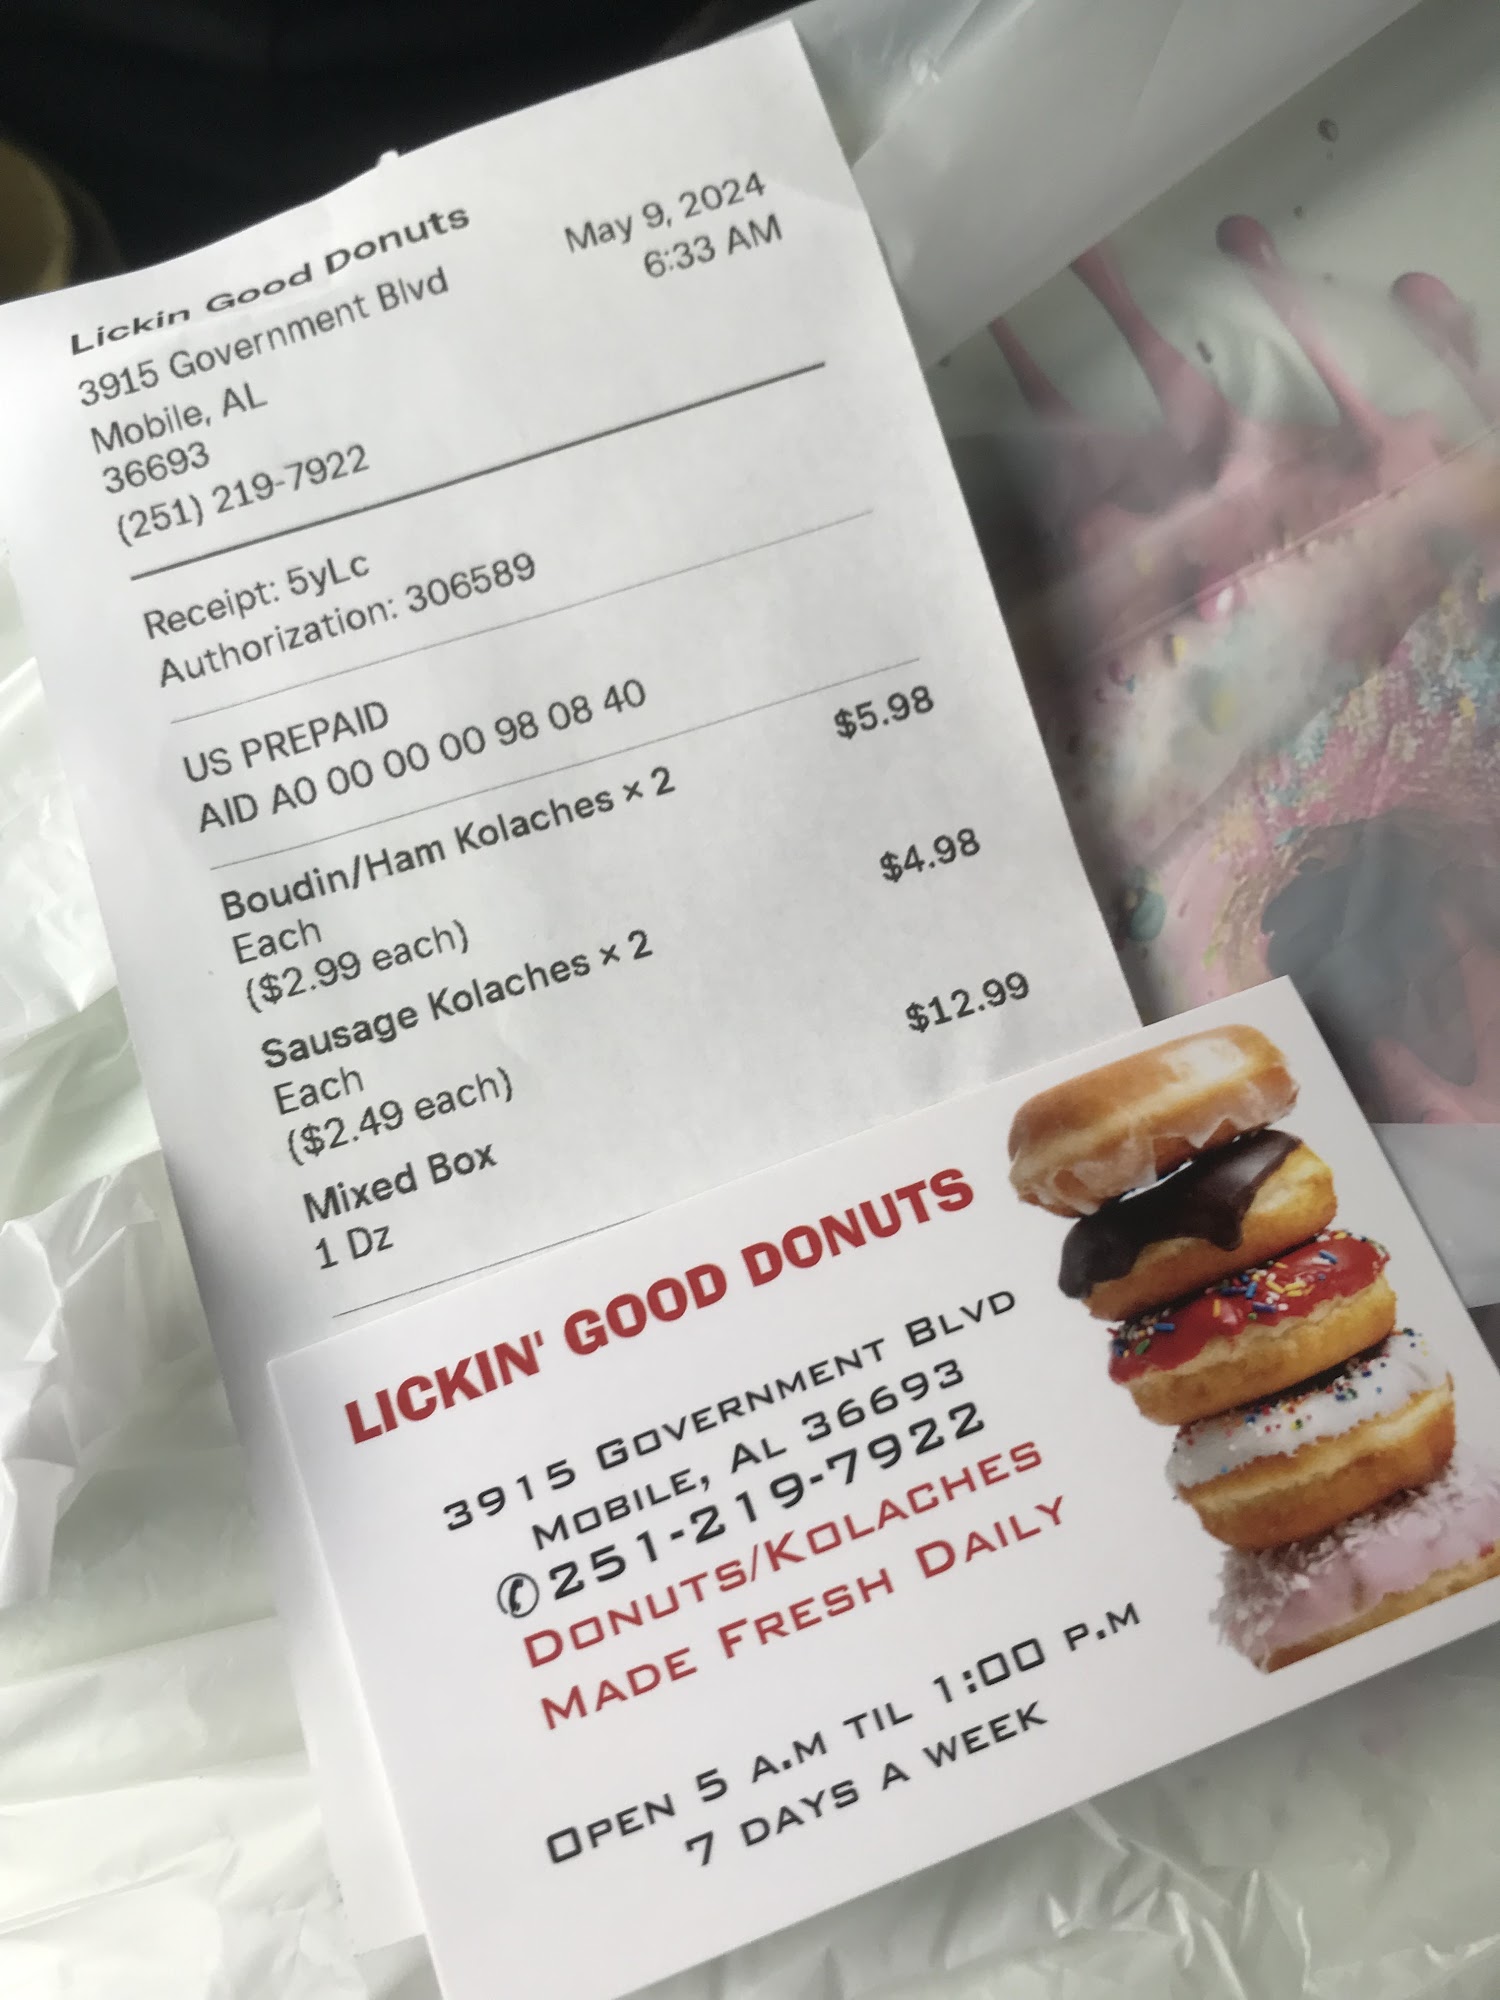 Lickin Good Donuts
3915 Government Blvd
Mobile, AL
36693
(251) 219-7922
May 9, 2024
6:33 AM
Receipt: 5yLc
Authorization: 306589
US PREPAID
AID A0 00 00 00 98 08 40
Boudin/Ham Kolaches × 2 $5.98
Each
($2.99 each)
Sausage Kolaches × 2 $4.98
Each
($2.49 each)
Mixed Box $12.99
1 Dz
LICKIN' GOOD DONUTS
3915 GOVERNMENT BLVD
MOBILE, AL 36693
✆251-219-7922
DONUTS/KOLACHES
MADE FRESH DAILY
OPEN 5 A.M TIL 1:00 P.M
7 DAYS A WEEK